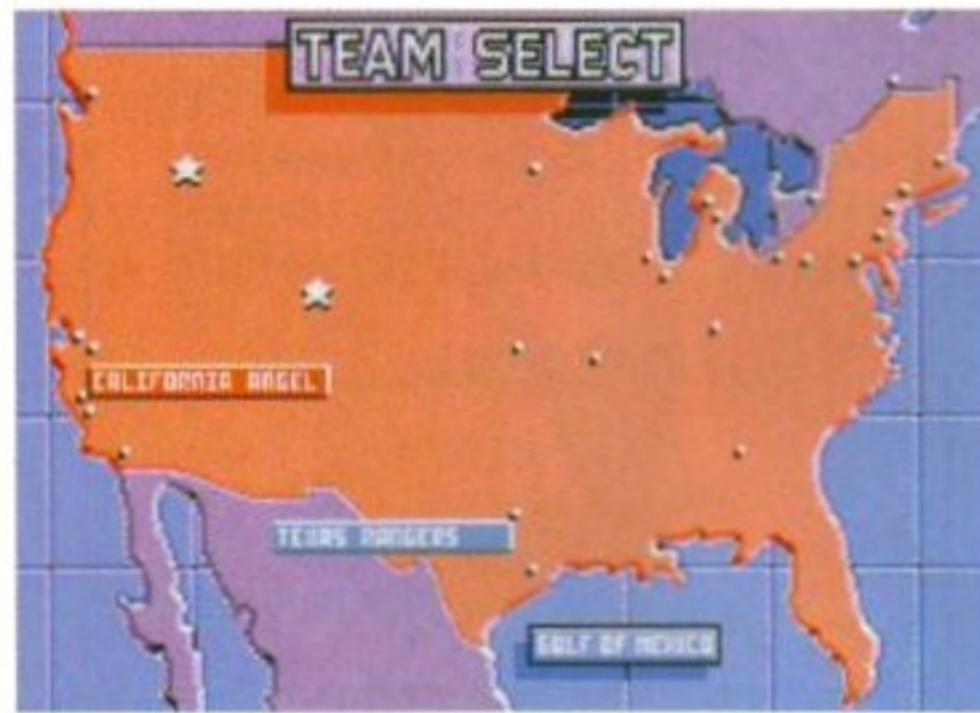 TEAM SELECT
CALIFORNIA ANGEL
TEXAS RANGERS
GULF OF MEXICO